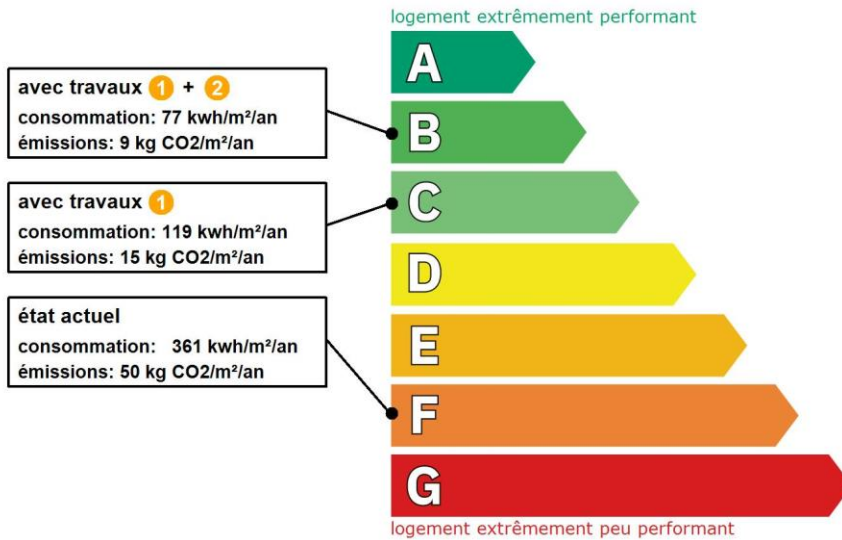 logement extrêmement performant
A
avec travaux 1 + 2
consommation: 77 kwh/m²/an
émissions: 9 kg CO2/m²/an
B
avec travaux 1
consommation: 119 kwh/m²/an
émissions: 15 kg CO2/m²/an
C
D
état actuel
consommation: 361 kwh/m²/an
émissions: 50 kg CO2/m²/an
E
F
G
logement extrêmement peu performant